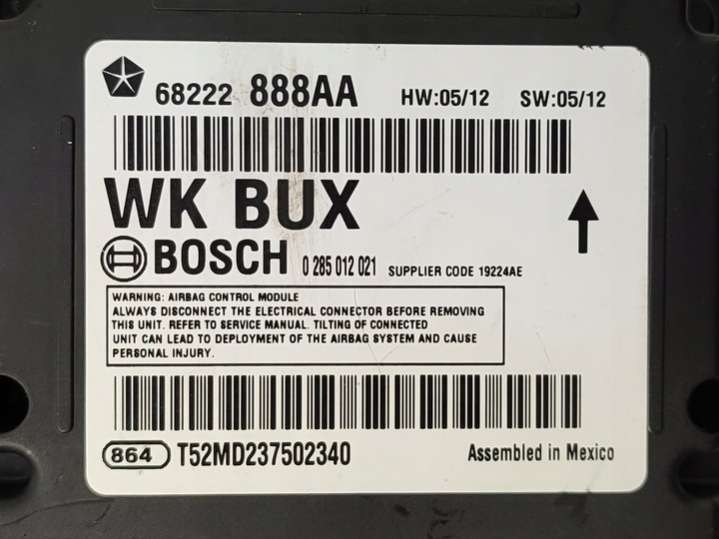 68222 888AA HW:05/12 SW:05/12
WK BUX
BOSCH 0 285 012 021 SUPPLIER CODE 19224AE
WARNING: AIRBAG CONTROL MODULE
ALWAYS DISCONNECT THE ELECTRICAL CONNECTOR BEFORE REMOVING
THIS UNIT. REFER TO SERVICE MANUAL. TILTING OF CONNECTED
UNIT CAN LEAD TO DEPLOYMENT OF THE AIRBAG SYSTEM AND CAUSE
PERSONAL INJURY.
864 T52MD237502340 Assembled in Mexico